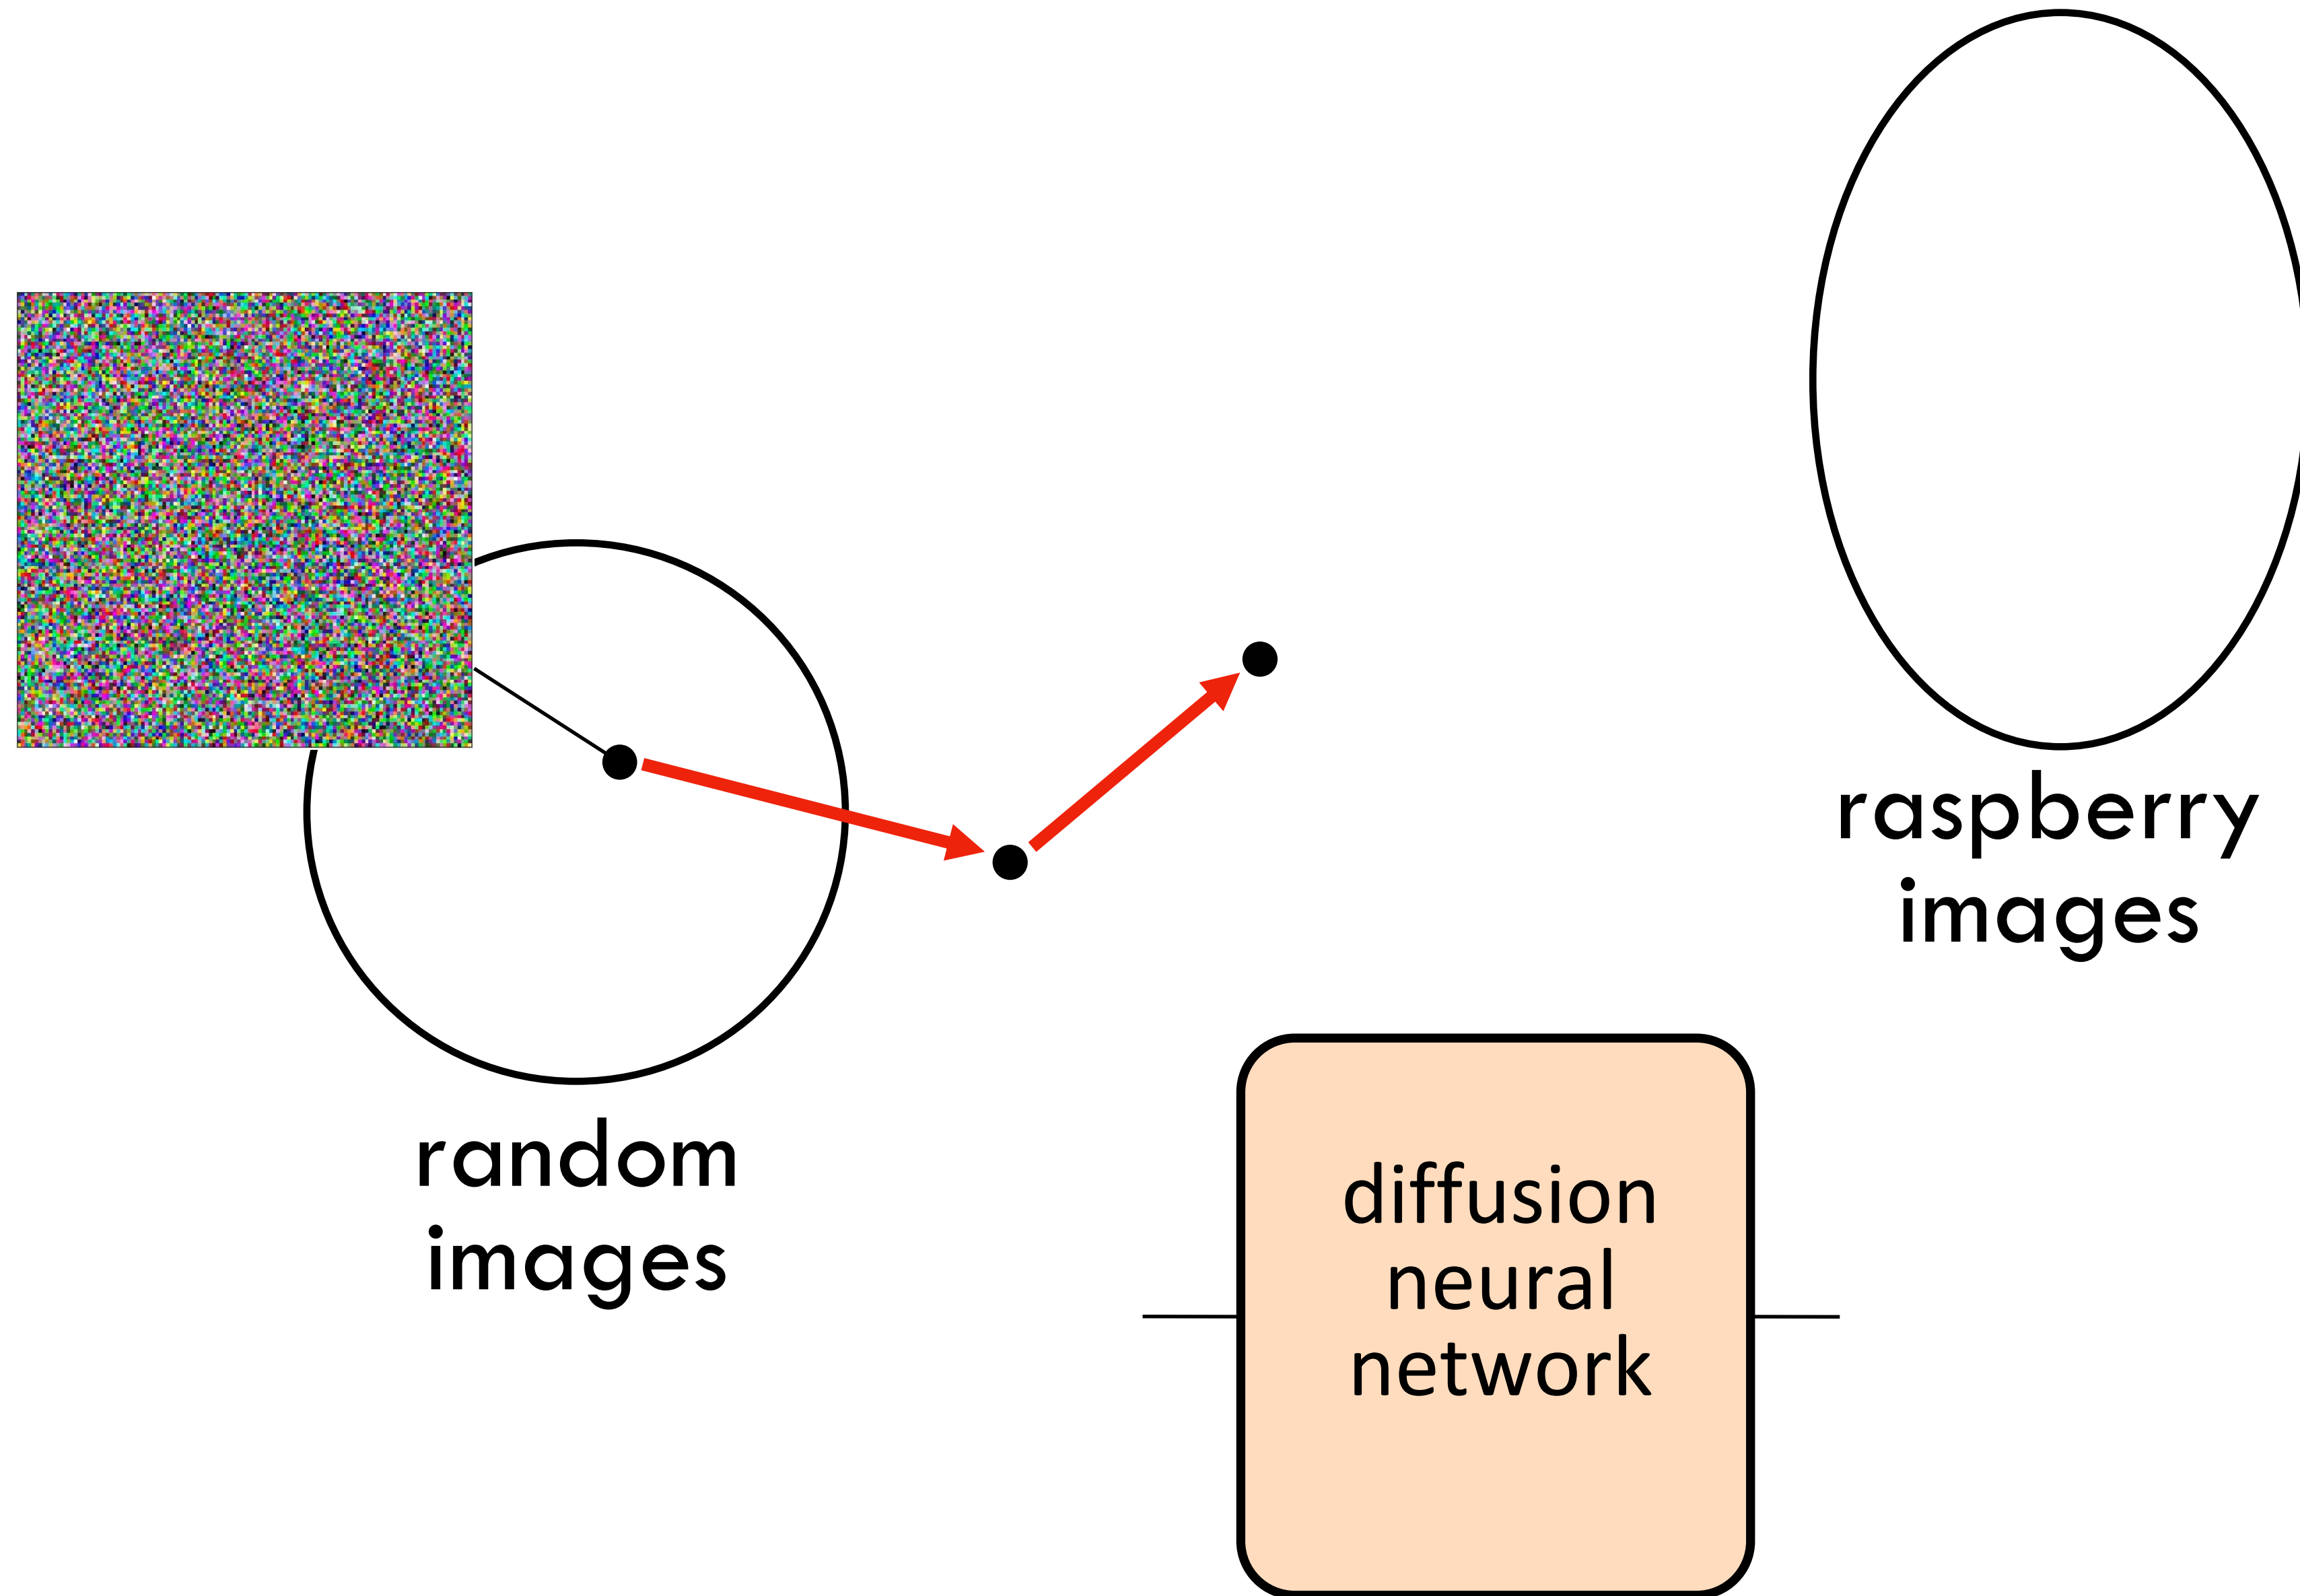 raspberry
images
random
images
diffusion
neural
network